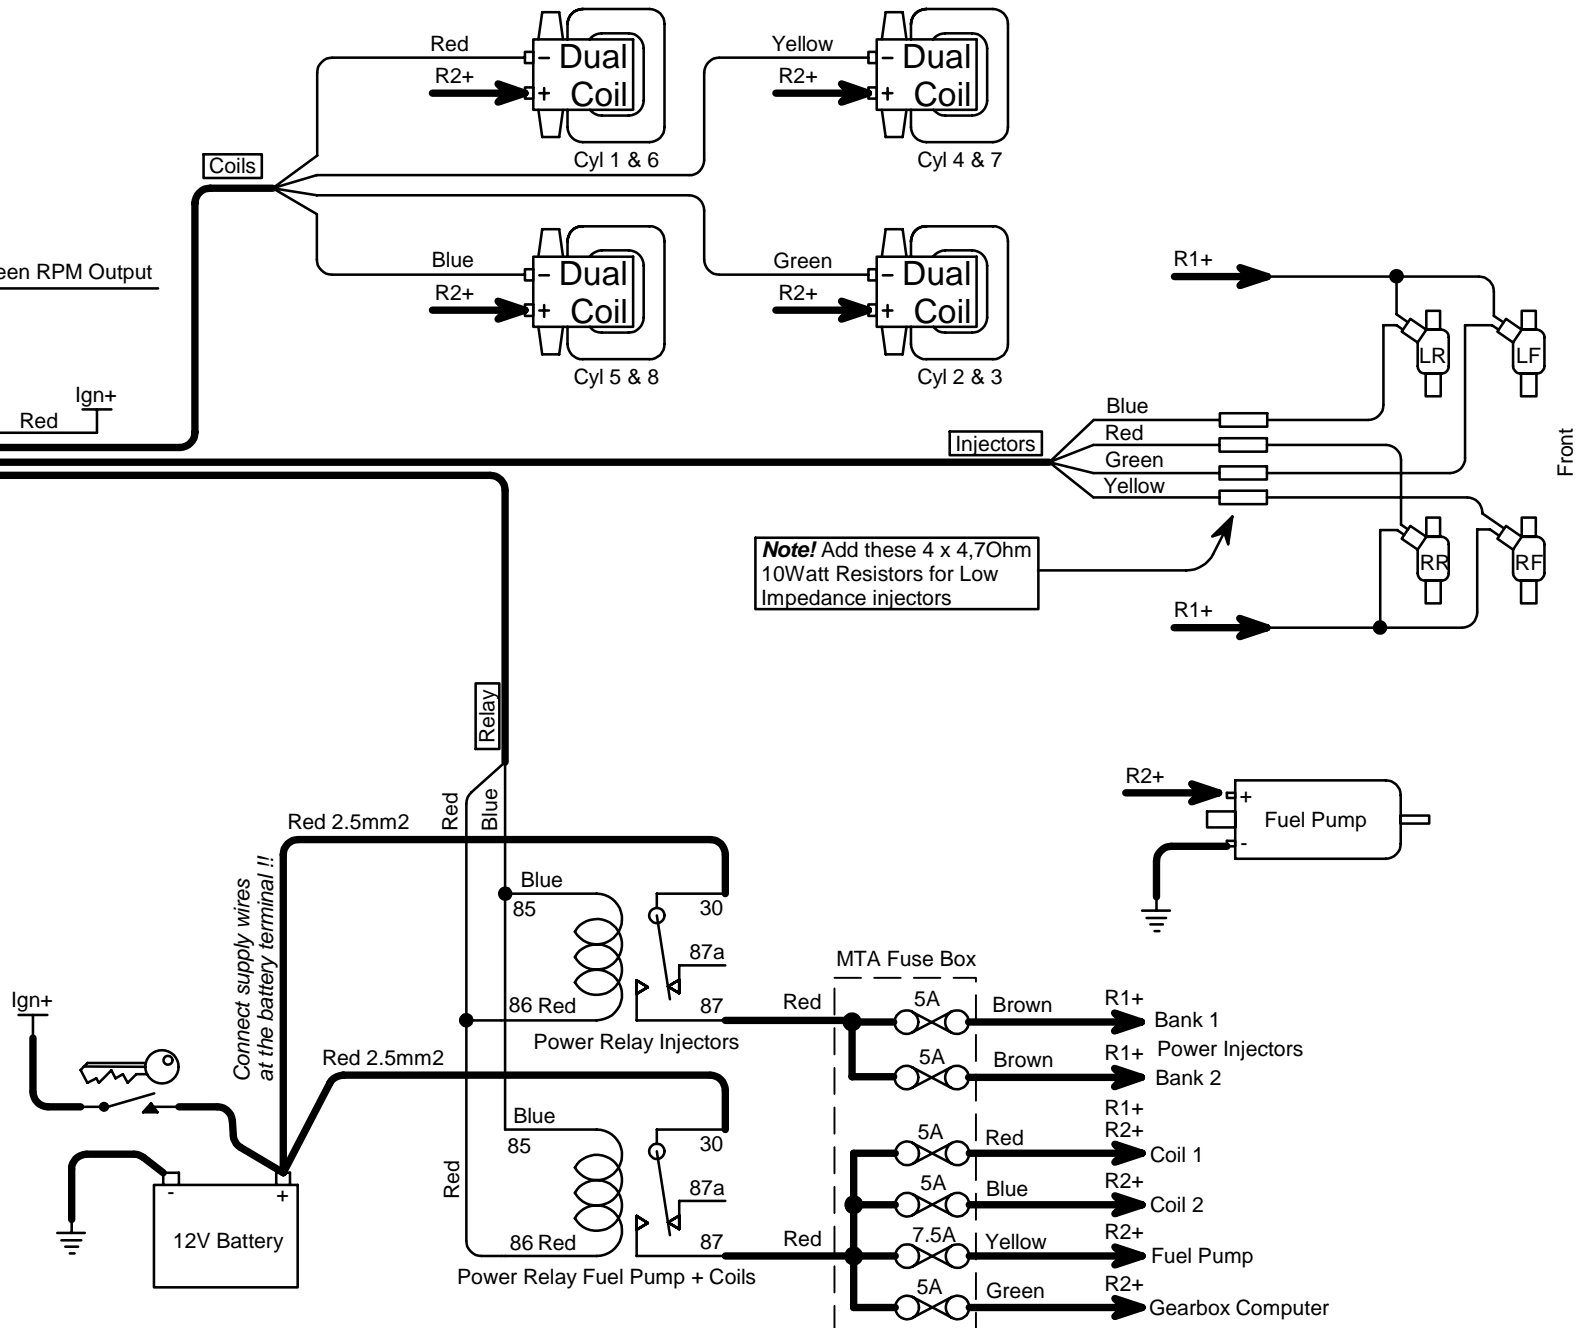 Red
R2+
- Dual
+ Coil
Cyl 1 & 6
Yellow
R2+
- Dual
+ Coil
Cyl 4 & 7
Coils
Blue
R2+
- Dual
+ Coil
Cyl 5 & 8
Green
R2+
- Dual
+ Coil
Cyl 2 & 3
een RPM Output
Ign+
Red
R1+
LR
LF
Injectors
Blue
Red
Green
Yellow
Front
Note! Add these 4 x 4,7Ohm
10Watt Resistors for Low
Impedance injectors
RR
RF
R1+
Relay
Red
Blue
R2+
+
Fuel Pump
-
Red 2.5mm2
Connect supply wires
at the battery terminal !!
Blue
85
30
87a
86 Red
87
Power Relay Injectors
Red
MTA Fuse Box
5A
Brown
R1+
Bank 1
Power Injectors
5A
Brown
R1+
Bank 2
R1+
Ign+
Red 2.5mm2
Blue
85
30
87a
Red
86 Red
87
Power Relay Fuel Pump + Coils
Red
5A
Red
R2+
Coil 1
5A
Blue
R2+
Coil 2
7.5A
Yellow
R2+
Fuel Pump
5A
Green
R2+
Gearbox Computer
- +
12V Battery